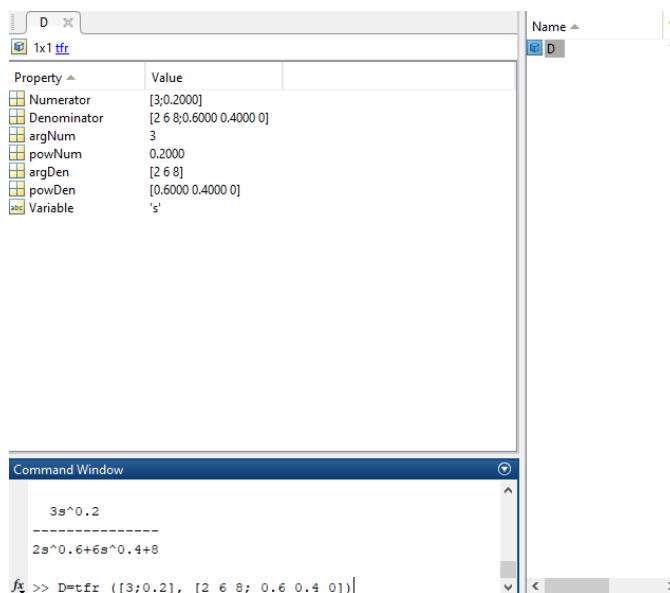 D
1x1 tfr
Property Value
Numerator [3;0.2000]
Denominator [2 6 8;0.6000 0.4000 0]
argNum 3
powNum 0.2000
argDen [2 6 8]
powDen [0.6000 0.4000 0]
abc Variable 's'
Name
D
Command Window
3s^0.2
---------------
2s^0.6+6s^0.4+8
fx >> D=tfr ([3;0.2], [2 6 8; 0.6 0.4 0])